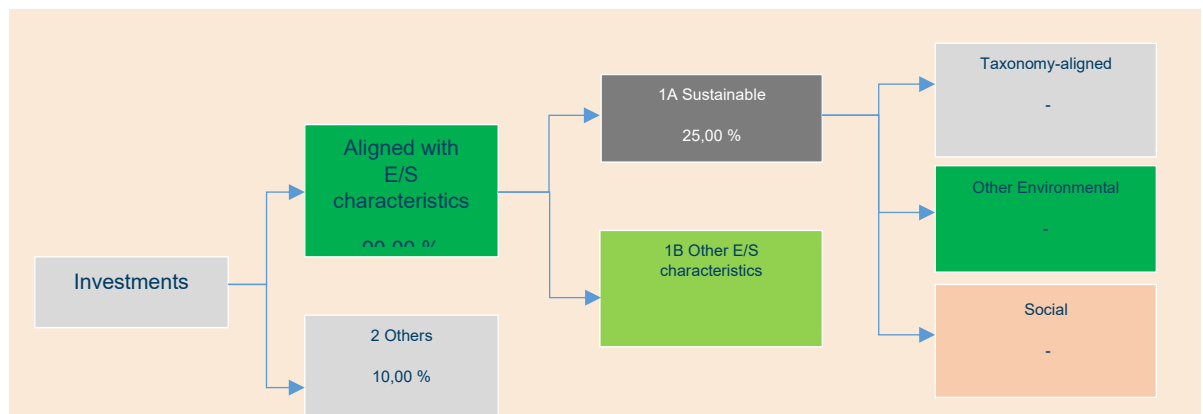 Investments
Aligned with
E/S
characteristics
2 Others
10,00 %
1A Sustainable
25,00 %
1B Other E/S
characteristics
Taxonomy-aligned
-
Other Environmental
-
Social
-